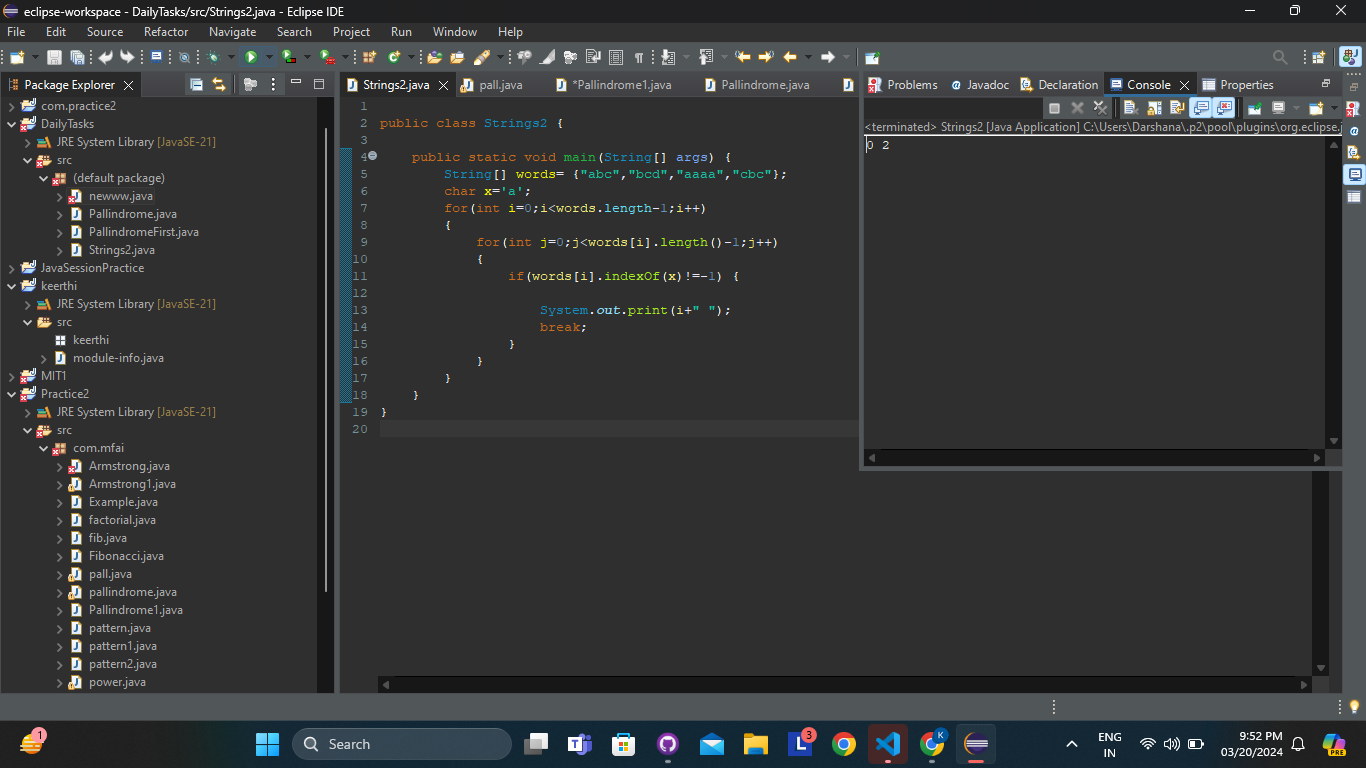 eclipse-workspace - DailyTasks/src/Strings2.java - Eclipse IDE
File Edit Source Refactor Navigate Search Project Run Window Help
Package Explorer
com.practice2
DailyTasks
JRE System Library [JavaSE-21]
src
(default package)
newww.java
Pallindrome.java
PallindromeFirst.java
Strings2.java
JavaSessionPractice
keerthi
JRE System Library [JavaSE-21]
src
keerthi
module-info.java
MIT1
Practice2
JRE System Library [JavaSE-21]
src
com.mfai
Armstrong.java
Armstrong1.java
Example.java
factorial.java
fib.java
Fibonacci.java
pall.java
pallindrome.java
Pallindrome1.java
pattern.java
pattern1.java
pattern2.java
power.java
Strings2.java pall.java *Pallindrome1.java Pallindrome.java
1
2 public class Strings2 {
3
4 public static void main(String[] args) {
5 String[] words= {"abc","bcd","aaaa","cbc"};
6 char x='a';
7 for(int i=0;i<words.length-1;i++)
8 {
9 for(int j=0;j<words[i].length()-1;j++)
10 {
11 if(words[i].indexOf(x)!=-1) {
12
13 System.out.print(i+" ");
14 break;
15 }
16 }
17 }
18 }
19 }
20
Problems Javadoc Declaration Console Properties
<terminated> Strings2 [Java Application] C:\Users\Darshana\.p2\pool\plugins\org.eclipse.j
0 2
1
Search
3
K
ENG
IN
9:52 PM
03/20/2024
PRE